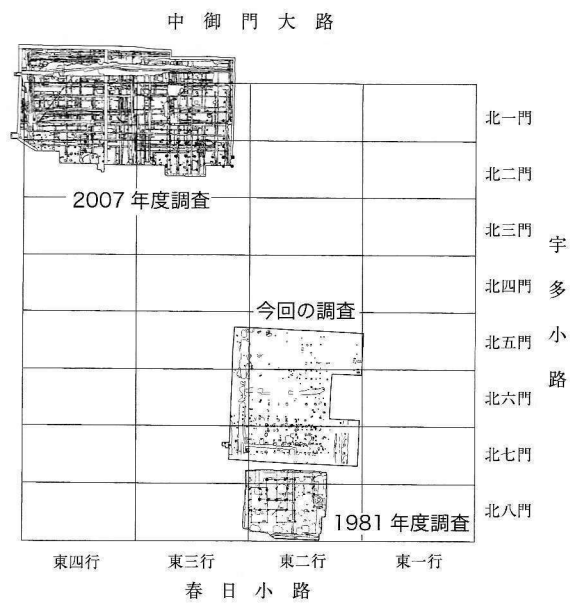 中御門大路
北一門
北二門
2007年度調査
北三門
北四門
今回の調査
北五門
北六門
北七門
北八門
1981年度調査
宇多小路
東四行
東三行
東二行
東一行
春日小路